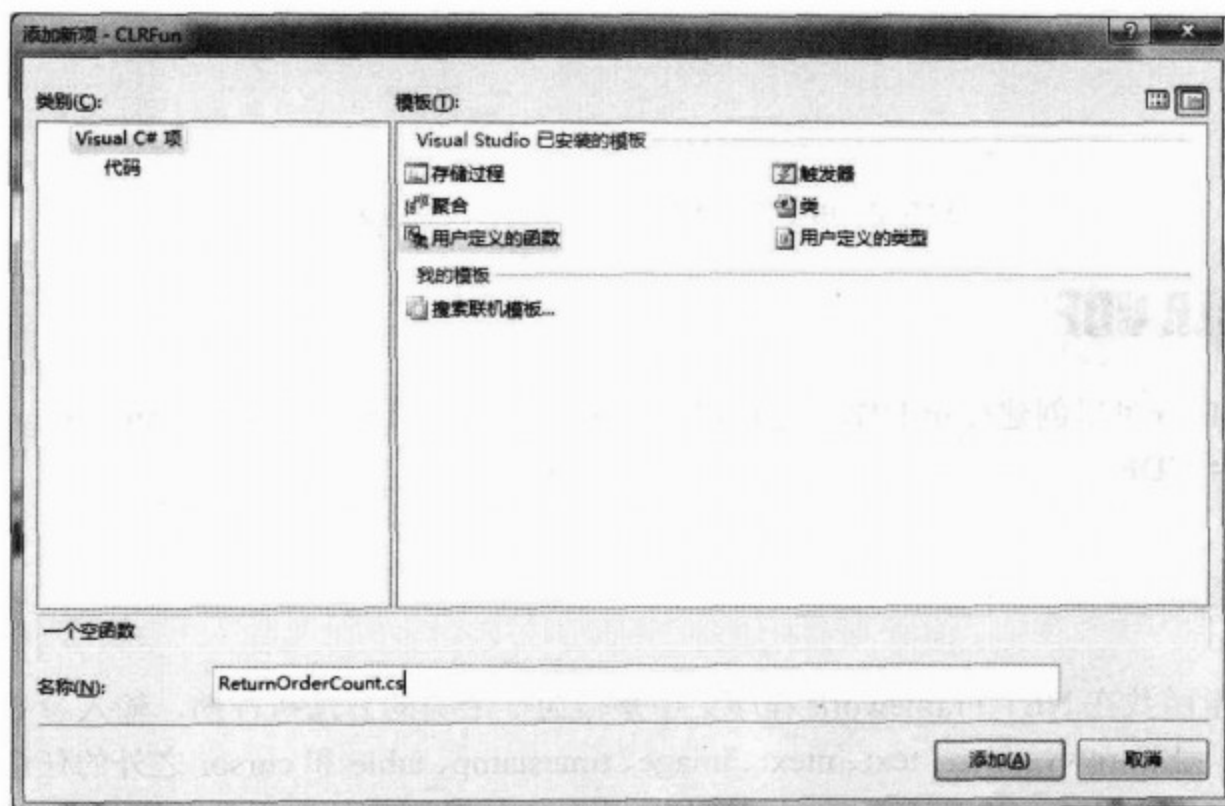 添加新项 - CLRFun
类别(C):
模板(T):
Visual C# 项
代码
Visual Studio 已安装的模板
存储过程
触发器
聚合
类
用户定义的函数
用户定义的类型
我的模板
搜索联机模板...
一个空函数
名称(N):
ReturnOrderCount.cs
添加(A)
取消